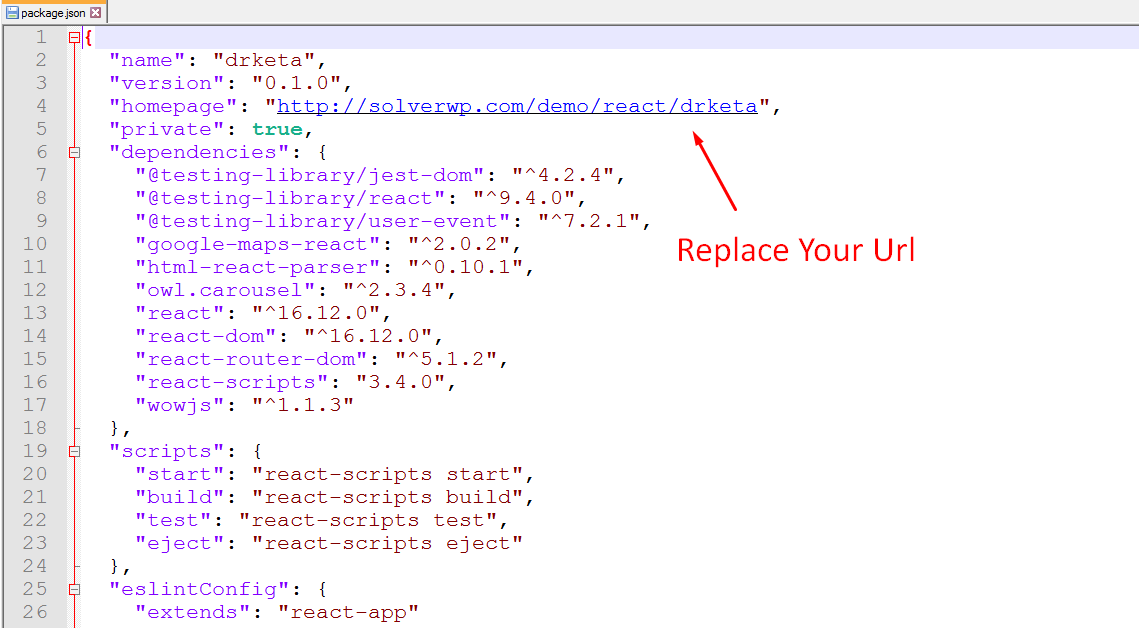 package.json
1 {
2 "name": "drketa",
3 "version": "0.1.0",
4 "homepage": "http://solverwp.com/demo/react/drketa",
5 "private": true,
6 "dependencies": {
7 "@testing-library/jest-dom": "^4.2.4",
8 "@testing-library/react": "^9.4.0",
9 "@testing-library/user-event": "^7.2.1",
10 "google-maps-react": "^2.0.2",
11 "html-react-parser": "^0.10.1",
12 "owl.carousel": "^2.3.4",
13 "react": "^16.12.0",
14 "react-dom": "^16.12.0",
15 "react-router-dom": "^5.1.2",
16 "react-scripts": "3.4.0",
17 "wowjs": "^1.1.3"
18 },
19 "scripts": {
20 "start": "react-scripts start",
21 "build": "react-scripts build",
22 "test": "react-scripts test",
23 "eject": "react-scripts eject"
24 },
25 "eslintConfig": {
26 "extends": "react-app"
Replace Your Url